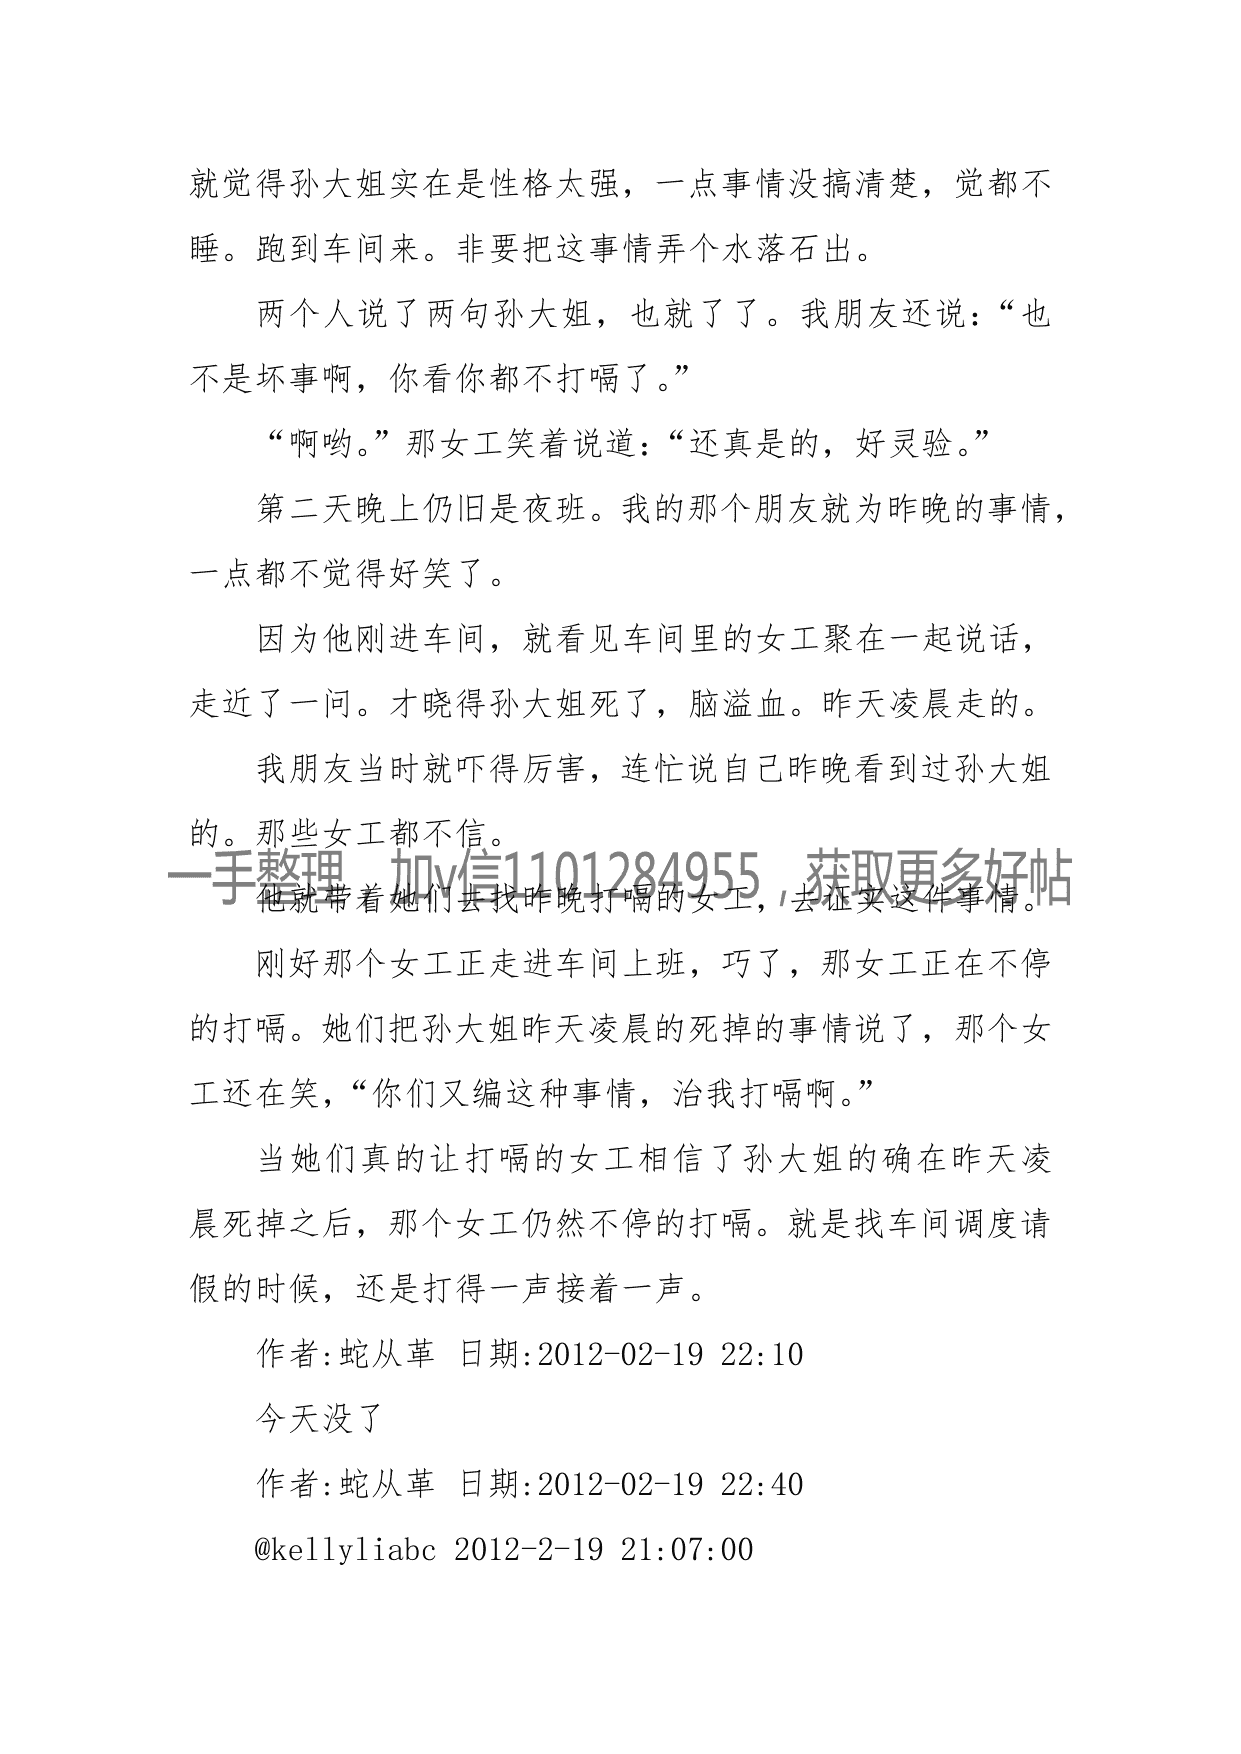 就觉得孙大姐实在是性格太强，一点事情没搞清楚，觉都不
睡。跑到车间来。非要把这事情弄个水落石出。
两个人说了两句孙大姐，也就了了。我朋友还说：“也
不是坏事啊，你看你都不打嗝了。”
“啊哟。”那女工笑着说道：“还真是的，好灵验。”
第二天晚上仍旧是夜班。我的那个朋友就为昨晚的事情，
一点都不觉得好笑了。
因为他刚进车间，就看见车间里的女工聚在一起说话，
走近了一问。才晓得孙大姐死了，脑溢血。昨天凌晨走的。
我朋友当时就吓得厉害，连忙说自己昨晚看到过孙大姐
的。那些女工都不信。
一手整理，加v信1101284955，获取更多好帖
他就带着她们去找昨晚打嗝的女工，去证实这件事情。
刚好那个女工正走进车间上班，巧了，那女工正在不停
的打嗝。她们把孙大姐昨天凌晨的死掉的事情说了，那个女
工还在笑，“你们又编这种事情，治我打嗝啊。”
当她们真的让打嗝的女工相信了孙大姐的确在昨天凌
晨死掉之后，那个女工仍然不停的打嗝。就是找车间调度请
假的时候，还是打得一声接着一声。
作者:蛇从革 日期:2012-02-19 22:10
今天没了
作者:蛇从革 日期:2012-02-19 22:40
@kellyliabc 2012-2-19 21:07:00